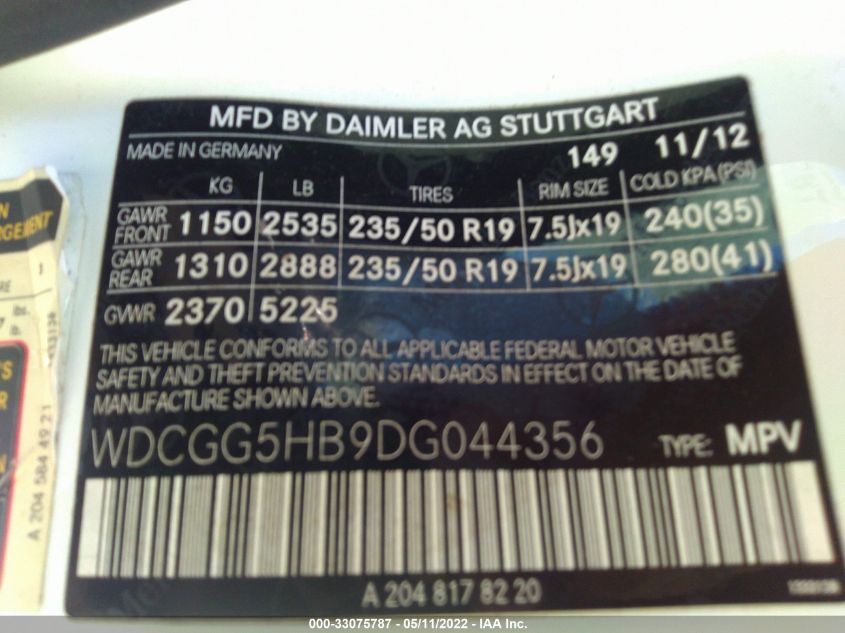 MFD BY DAIMLER AG STUTTGART
MADE IN GERMANY 149 11/12
KG LB TIRES RIM SIZE COLD KPA (PSI)
GAWR FRONT 1150 2535 235/50 R19 7.5Jx19 240(35)
GAWR REAR 1310 2888 235/50 R19 7.5Jx19 280(41)
GVWR 2370 5225
THIS VEHICLE CONFORMS TO ALL APPLICABLE FEDERAL MOTOR VEHICLE
SAFETY AND THEFT PREVENTION STANDARDS IN EFFECT ON THE DATE OF
MANUFACTURE SHOWN ABOVE.
WDCGG5HB9DG044356 TYPE: MPV
A 204 817 82 20
A 204 584 49 21
000-33075787 - 05/11/2022 - IAA Inc.